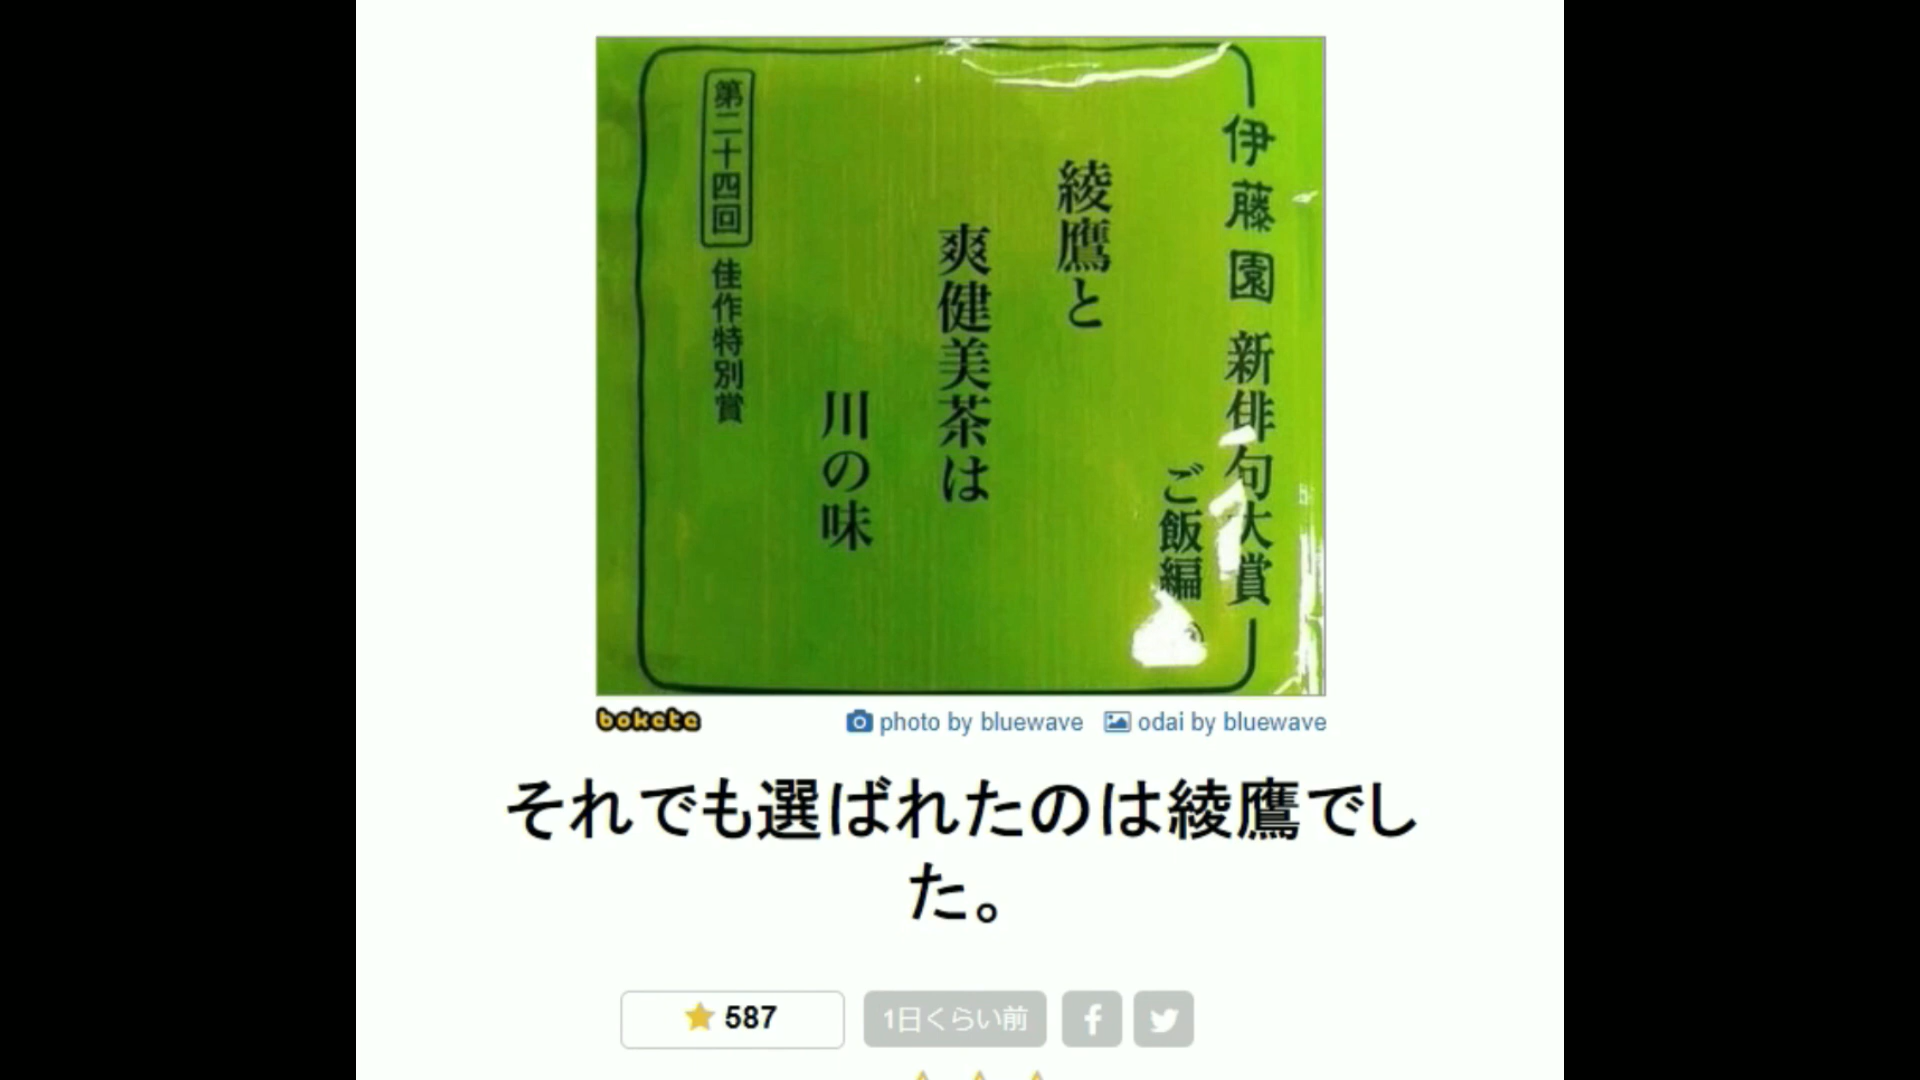 伊藤園 新俳句大賞
ご飯編
綾鷹と
爽健美茶は
川の味
第二十四回 佳作特別賞
bokete
photo by bluewave odai by bluewave
それでも選ばれたのは綾鷹でし
た。
587 1日くらい前